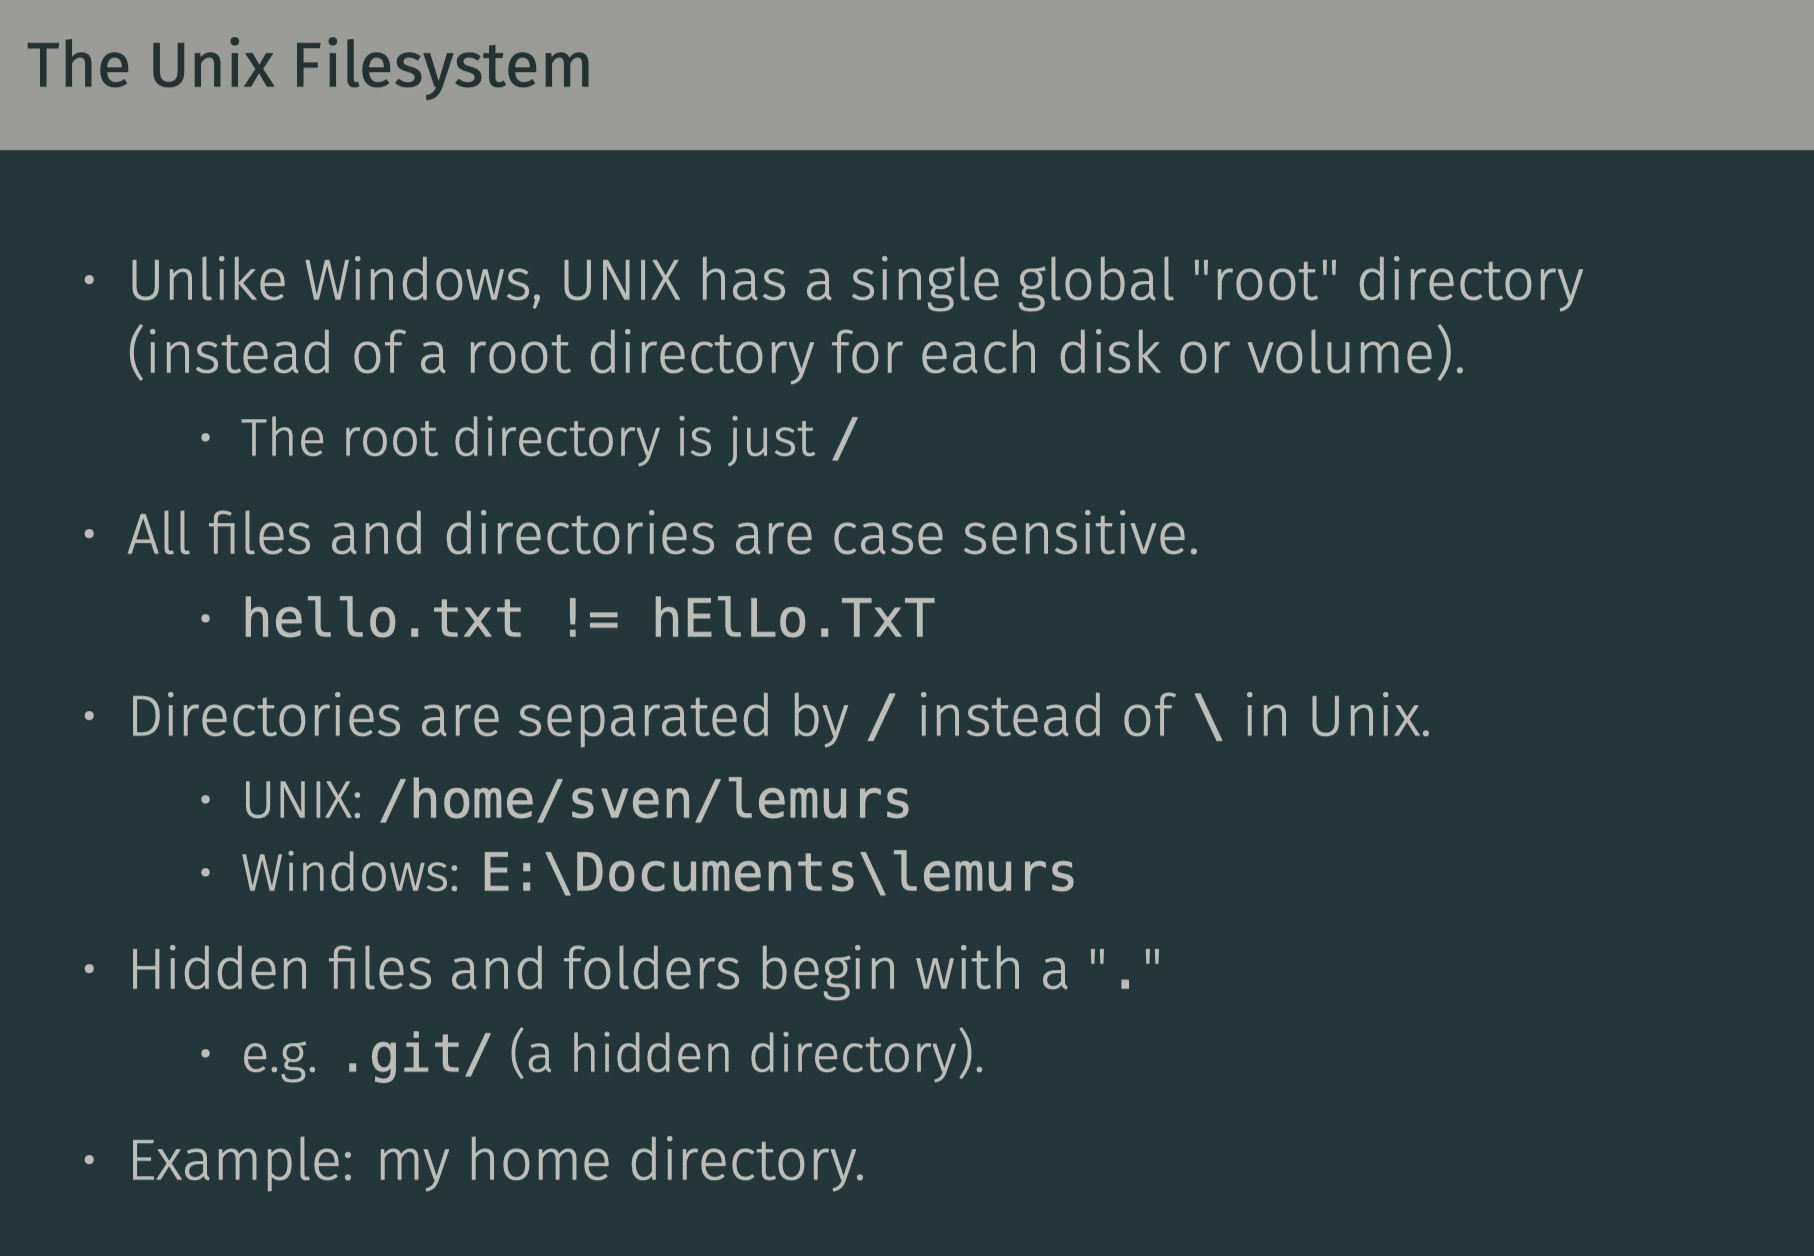 The Unix Filesystem
• Unlike Windows, UNIX has a single global "root" directory
(instead of a root directory for each disk or volume).
• The root directory is just /
• All files and directories are case sensitive.
• hello.txt != hElLo.TxT
• Directories are separated by / instead of \ in Unix.
• UNIX: /home/sven/lemurs
• Windows: E:\Documents\lemurs
• Hidden files and folders begin with a "."
• e.g. .git/ (a hidden directory).
• Example: my home directory.